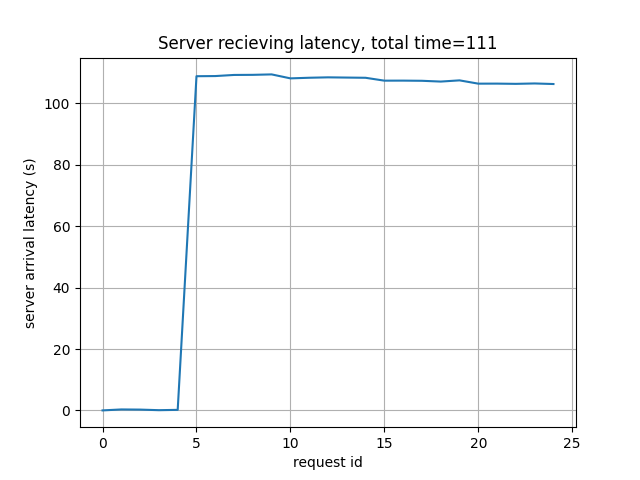 Server recieving latency, total time=111
100
80
60
40
20
0
server arrival latency (s)
0 5 10 15 20 25
request id